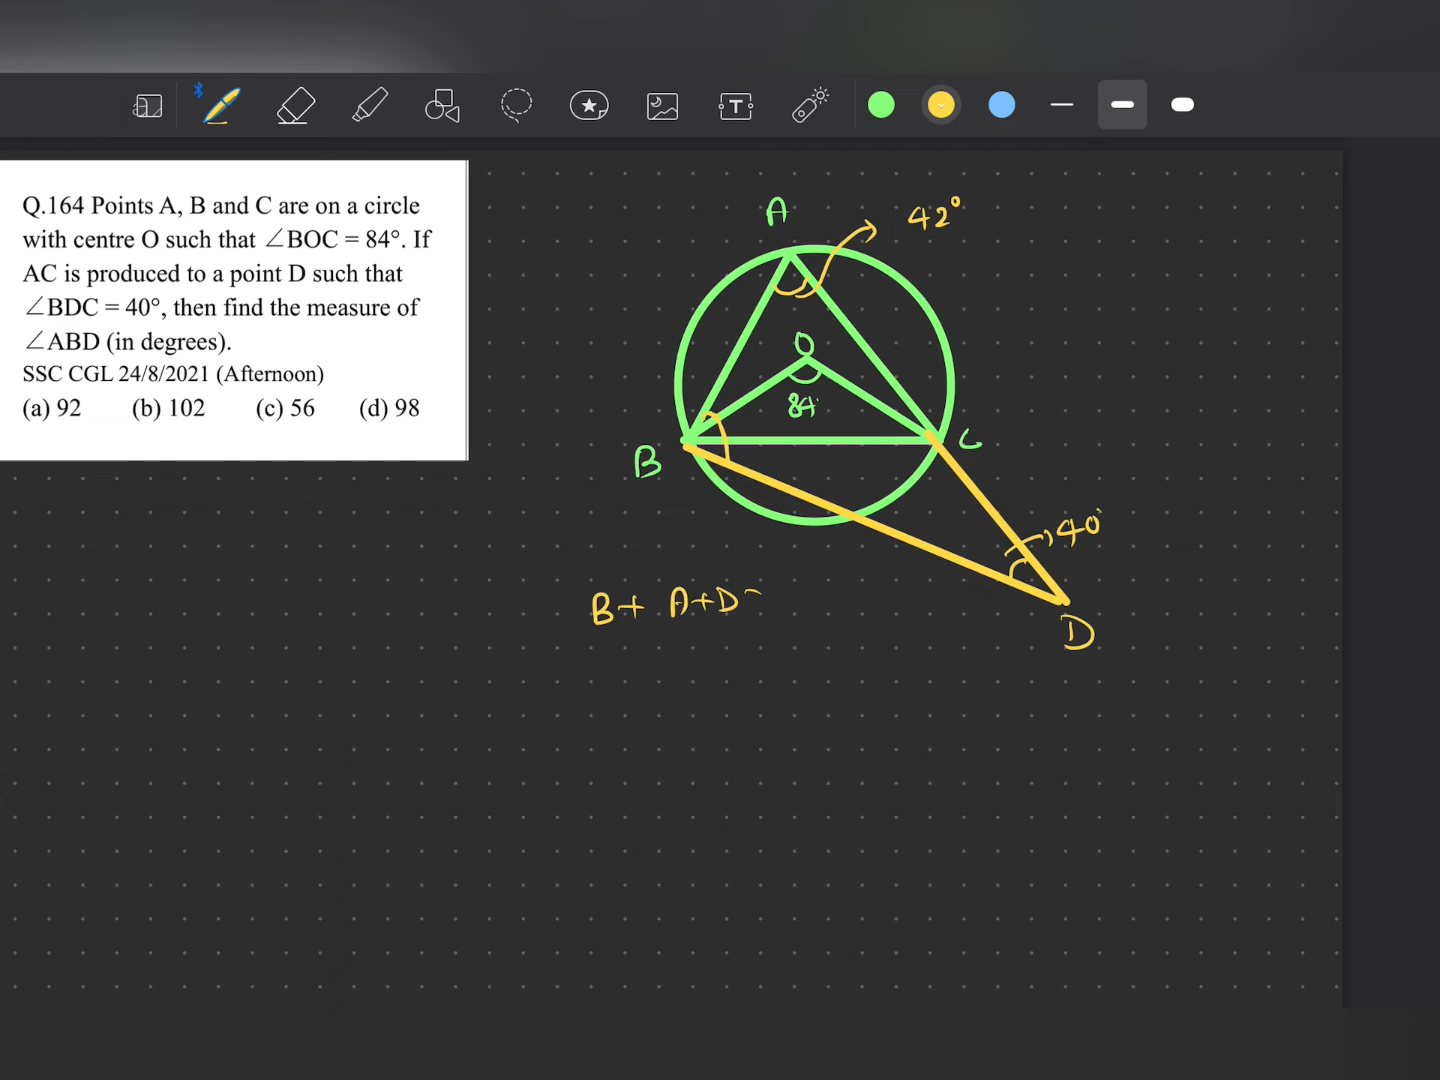 Q.164 Points A, B and C are on a circle
with centre O such that ∠BOC = 84°. If
AC is produced to a point D such that
∠BDC = 40°, then find the measure of
∠ABD (in degrees).
SSC CGL 24/8/2021 (Afternoon)
(a) 92 (b) 102 (c) 56 (d) 98
A
42°
O
84°
B
C
40°
D
B+ A+D=
T